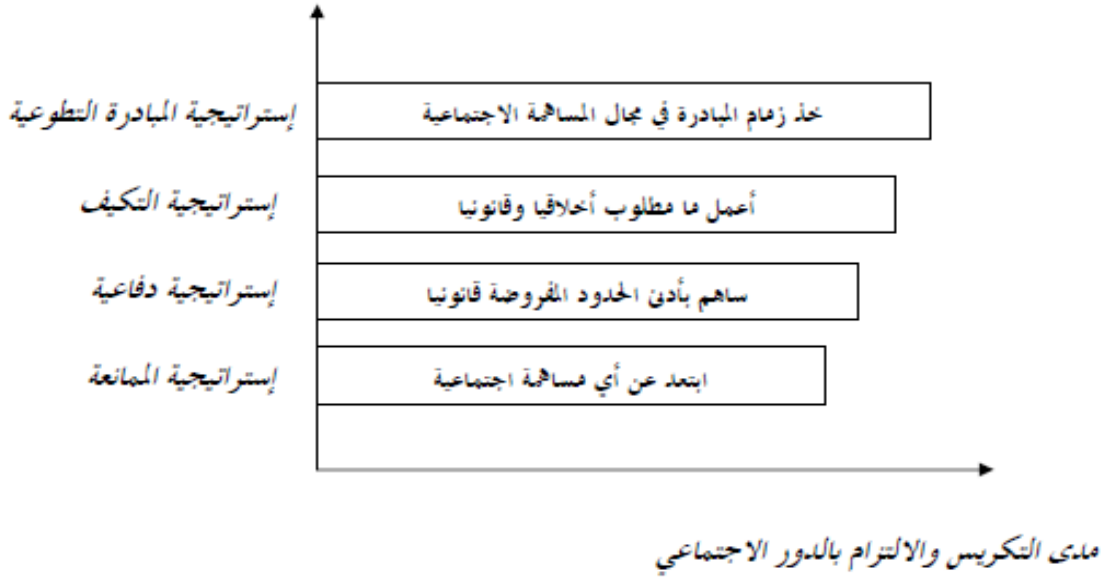 إستراتيجية المبادرة التطوعية
خذ زمام المبادرة في مجال المساهمة الاجتماعية
إستراتيجية التكيف
أعمل ما مطلوب أخلاقيا وقانونيا
إستراتيجية دفاعية
ساهم بأدنى الحدود المفروضة قانونيا
إستراتيجية الممانعة
ابتعد عن أي مساهمة اجتماعية
مدى التكريس والالتزام بالدور الاجتماعي